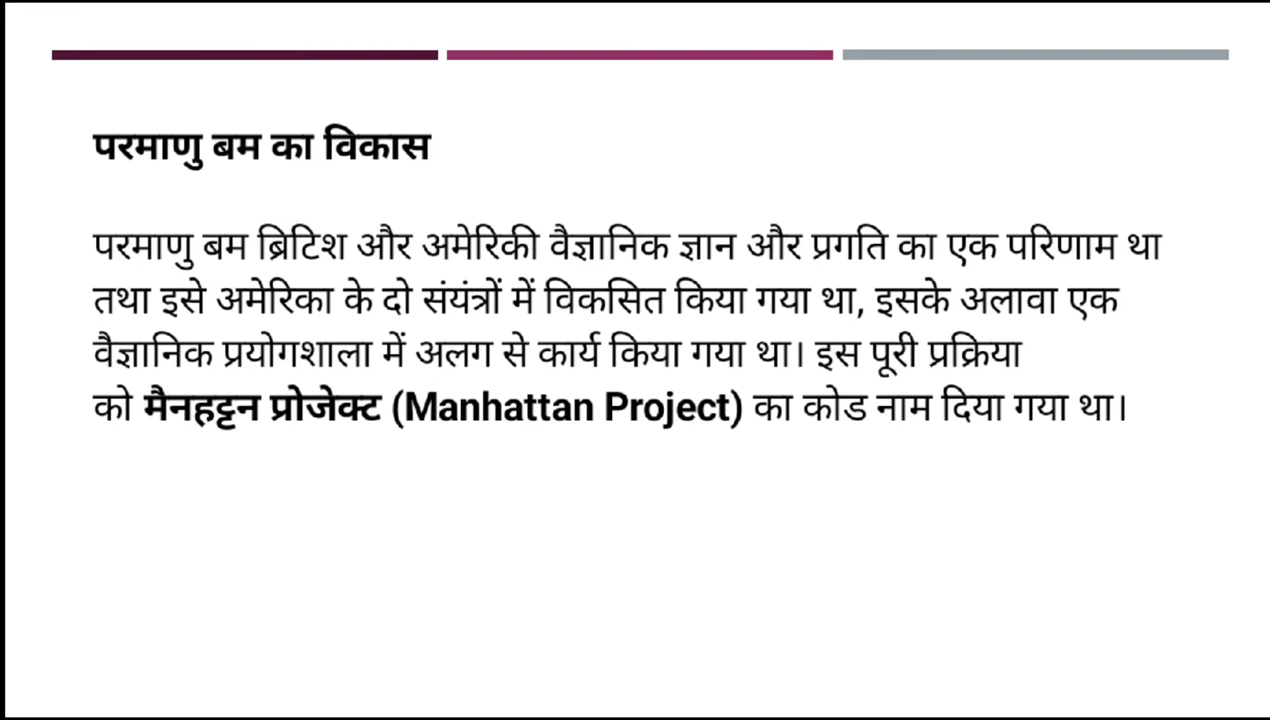 परमाणु बम का विकास
परमाणु बम ब्रिटिश और अमेरिकी वैज्ञानिक ज्ञान और प्रगति का एक परिणाम था
तथा इसे अमेरिका के दो संयंत्रों में विकसित किया गया था, इसके अलावा एक
वैज्ञानिक प्रयोगशाला में अलग से कार्य किया गया था। इस पूरी प्रक्रिया
को मैनहट्टन प्रोजेक्ट (Manhattan Project) का कोड नाम दिया गया था।